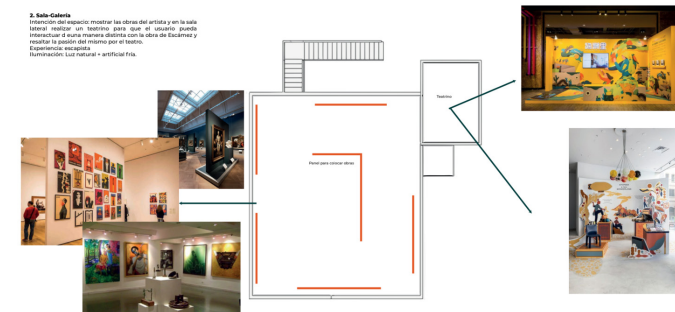 2. Sala-Galería
Intención del espacio: mostrar las obras del artista y en la sala
lateral realizar un teatrino para que el usuario pueda
interactuar d euna manera distinta con la obra de Escámez y
resaltar la pasión del mismo por el teatro.
Experiencia: escapista
Iluminación: Luz natural + artificial fría.
Teatrino
Panel para colocar obras